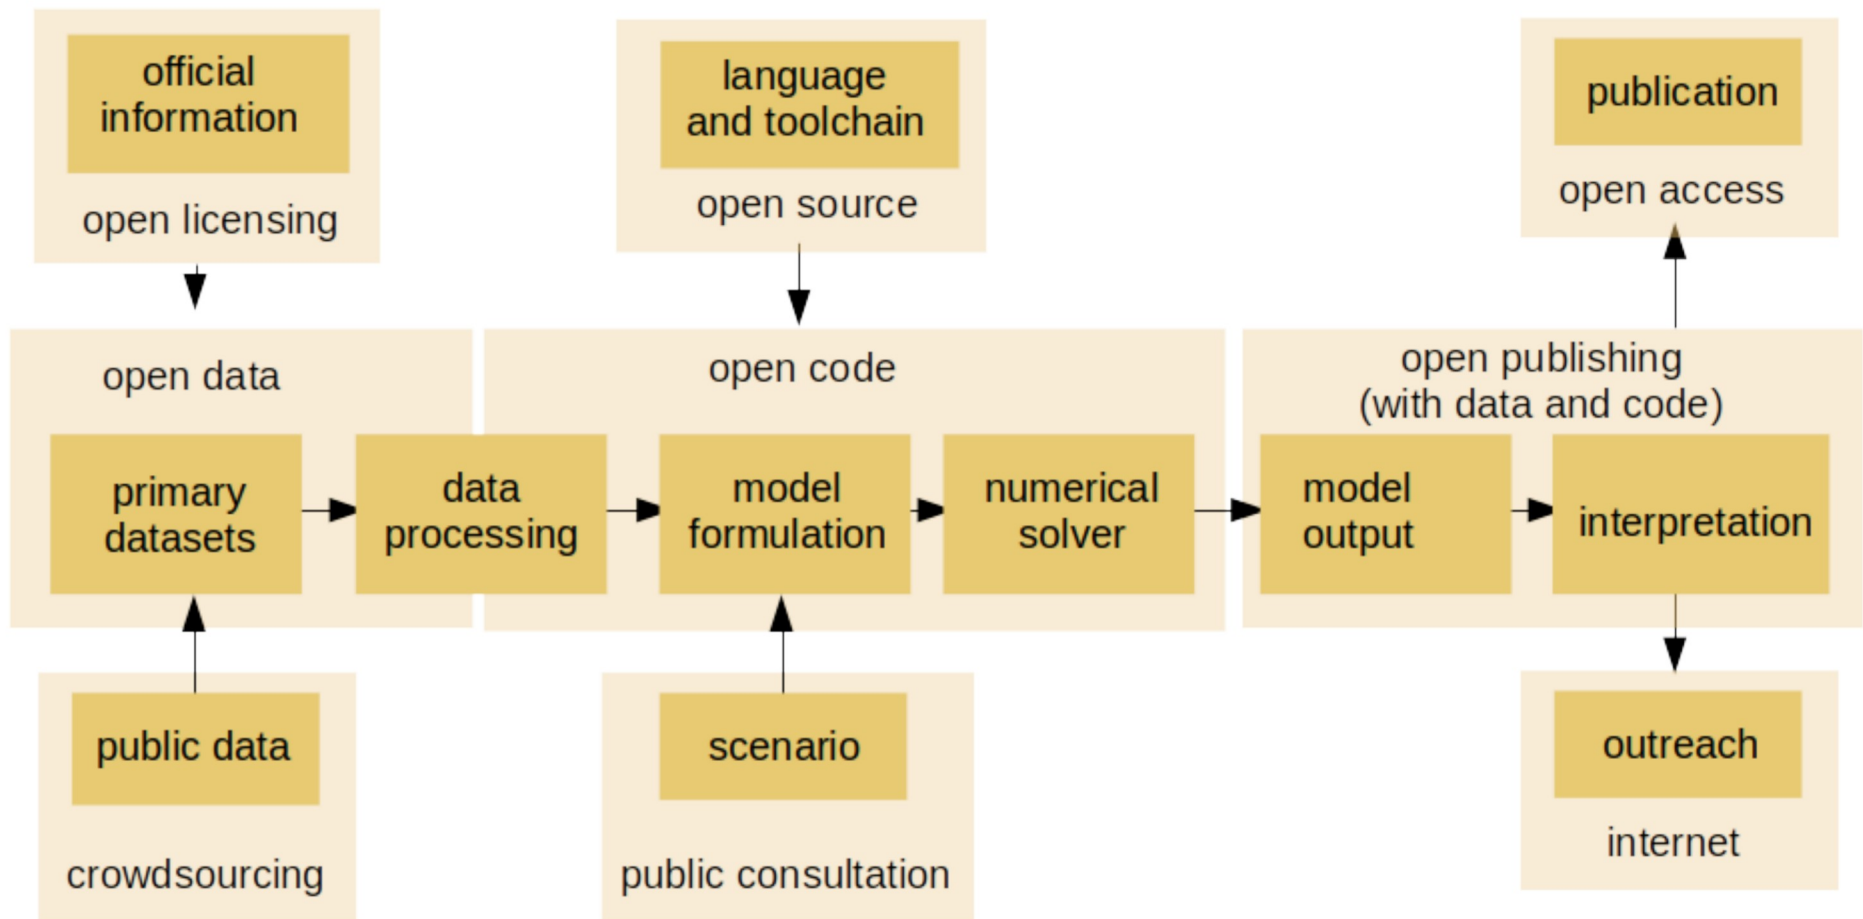 official
information
open licensing
language
and toolchain
open source
publication
open access
open data
open code
open publishing
(with data and code)
primary
datasets
data
processing
model
formulation
numerical
solver
model
output
interpretation
public data
crowdsourcing
scenario
public consultation
outreach
internet